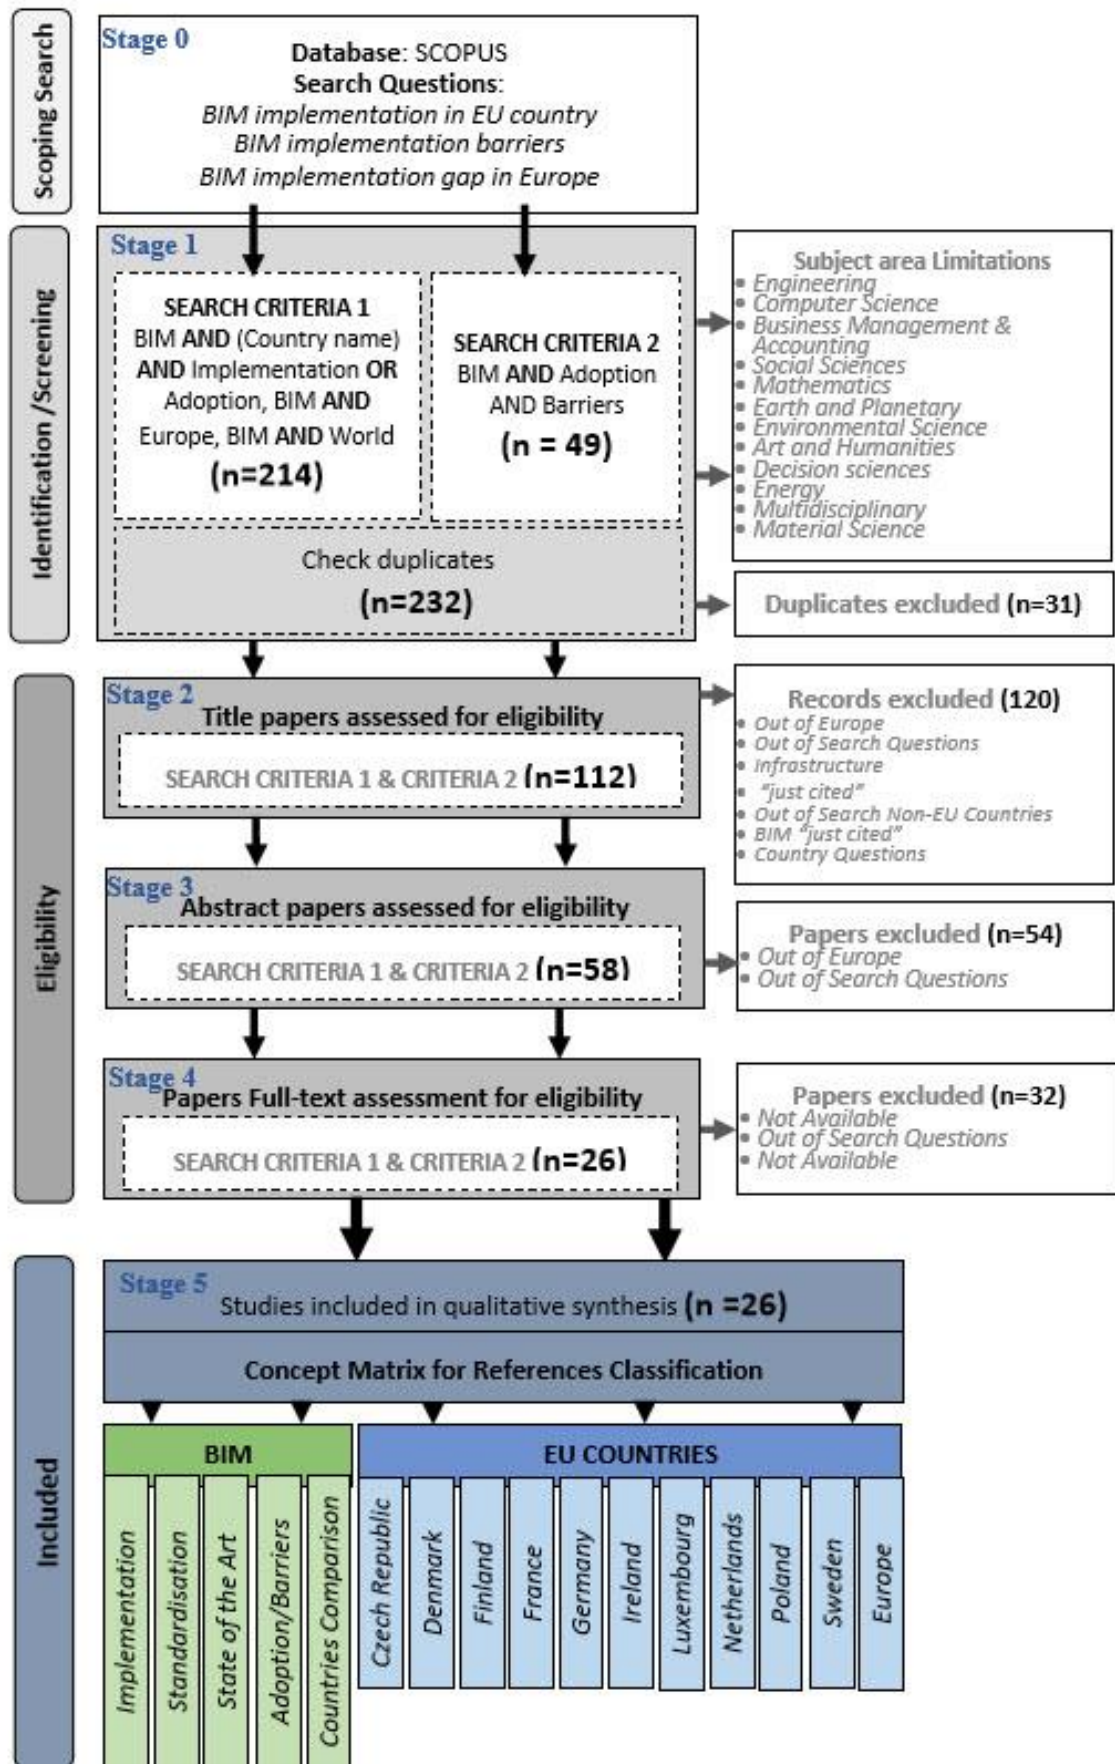 Scoping Search
Stage 0
Database: SCOPUS
Search Questions:
BIM implementation in EU country
BIM implementation barriers
BIM implementation gap in Europe
Identification /Screening
Stage 1
SEARCH CRITERIA 1
BIM AND (Country name)
AND Implementation OR
Adoption, BIM AND
Europe, BIM AND World
(n=214)
SEARCH CRITERIA 2
BIM AND Adoption
AND Barriers
(n = 49)
Check duplicates
(n=232)
Subject area Limitations
• Engineering
• Computer Science
• Business Management &
Accounting
• Social Sciences
• Mathematics
• Earth and Planetary
• Environmental Science
• Art and Humanities
• Decision sciences
• Energy
• Multidisciplinary
• Material Science
Duplicates excluded (n=31)
Eligibility
Stage 2
Title papers assessed for eligibility
SEARCH CRITERIA 1 & CRITERIA 2 (n=112)
Records excluded (120)
• Out of Europe
• Out of Search Questions
• Infrastructure
• "just cited"
• Out of Search Non-EU Countries
• BIM "just cited"
• Country Questions
Stage 3
Abstract papers assessed for eligibility
SEARCH CRITERIA 1 & CRITERIA 2 (n=58)
Papers excluded (n=54)
• Out of Europe
• Out of Search Questions
Stage 4
Papers Full-text assessment for eligibility
SEARCH CRITERIA 1 & CRITERIA 2 (n=26)
Papers excluded (n=32)
• Not Available
• Out of Search Questions
• Not Available
Included
Stage 5
Studies included in qualitative synthesis (n =26)
Concept Matrix for References Classification
BIM
Implementation
Standardisation
State of the Art
Adoption/Barriers
Countries Comparison
EU COUNTRIES
Czech Republic
Denmark
Finland
France
Germany
Ireland
Luxembourg
Netherlands
Poland
Sweden
Europe